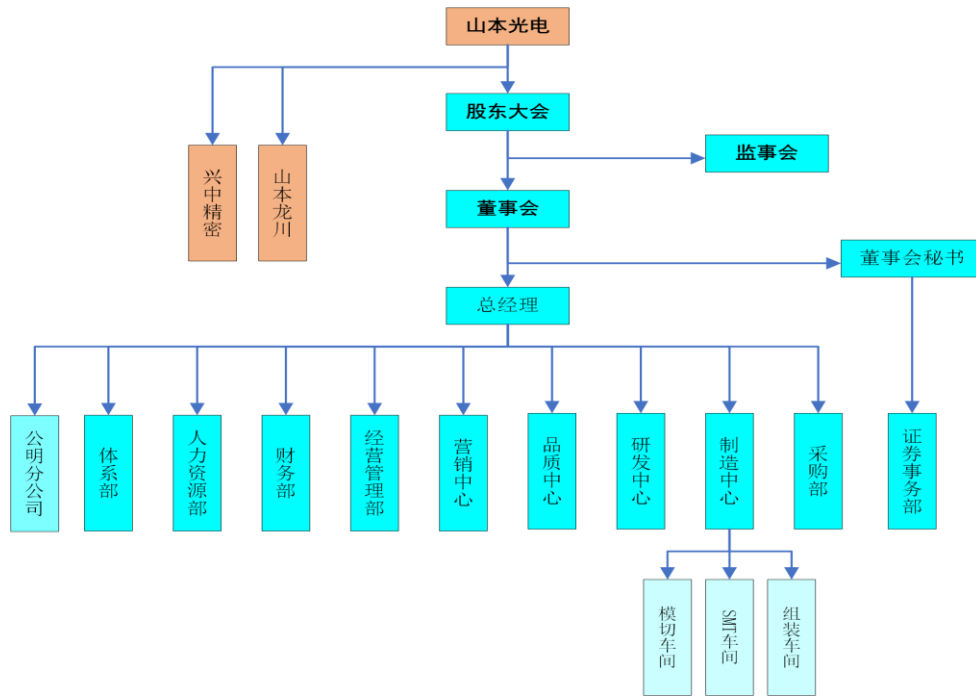 山本光电
股东大会
监事会
兴中精密
山本龙川
董事会
董事会秘书
总经理
公明分公司
体系部
人力资源部
财务部
经营管理部
营销中心
品质中心
研发中心
制造中心
采购部
证券事务部
模切车间
SMT车间
组装车间